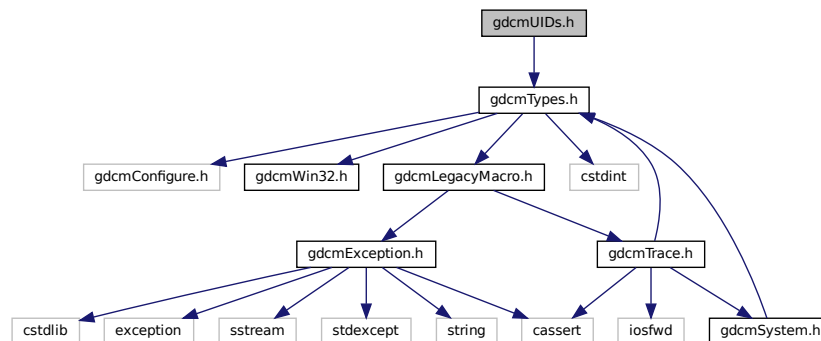 gdcmUIDs.h
gdcmTypes.h
gdcmConfigure.h
gdcmWin32.h
gdcmLegacyMacro.h
cstdint
gdcmException.h
gdcmTrace.h
cstdlib
exception
sstream
stdexcept
string
cassert
iosfwd
gdcmSystem.h